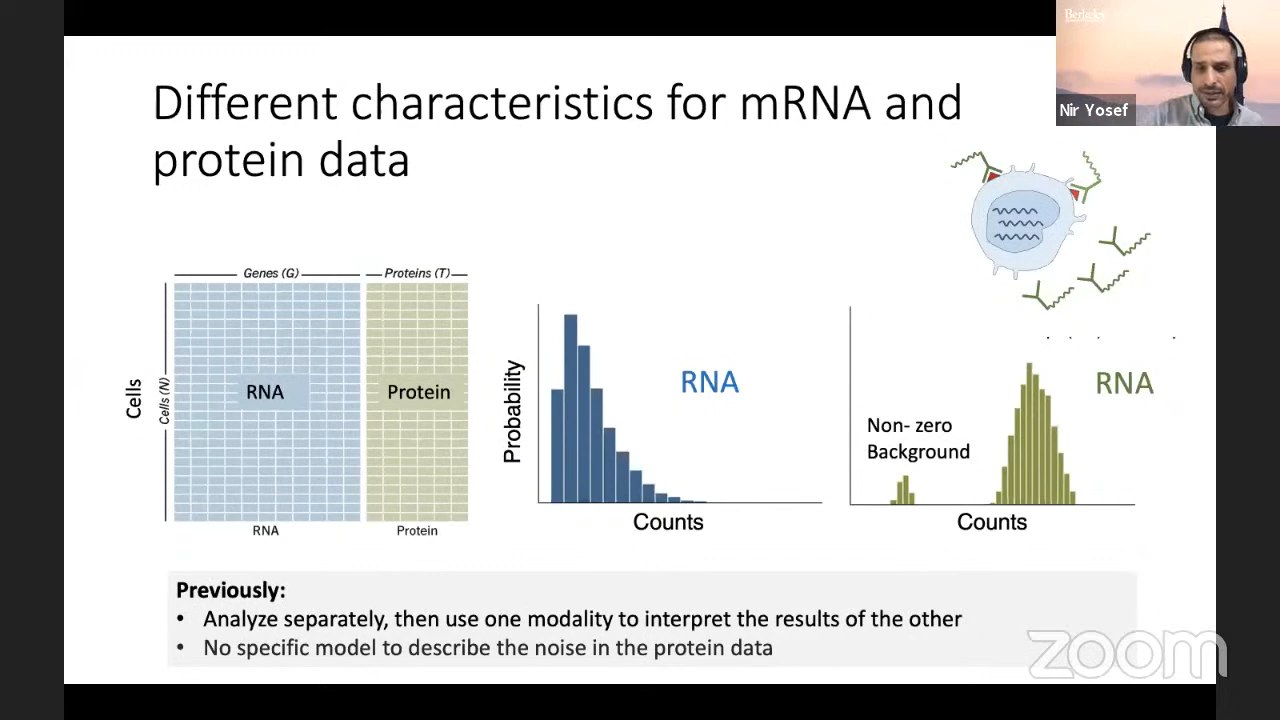 Berkeley
Nir Yosef
Different characteristics for mRNA and
protein data
Genes (G)
Proteins (T)
Cells
Cells (N)
RNA
Protein
RNA
Protein
Probability
RNA
Counts
Non- zero
Background
RNA
Counts
Previously:
• Analyze separately, then use one modality to interpret the results of the other
• No specific model to describe the noise in the protein data
zoom